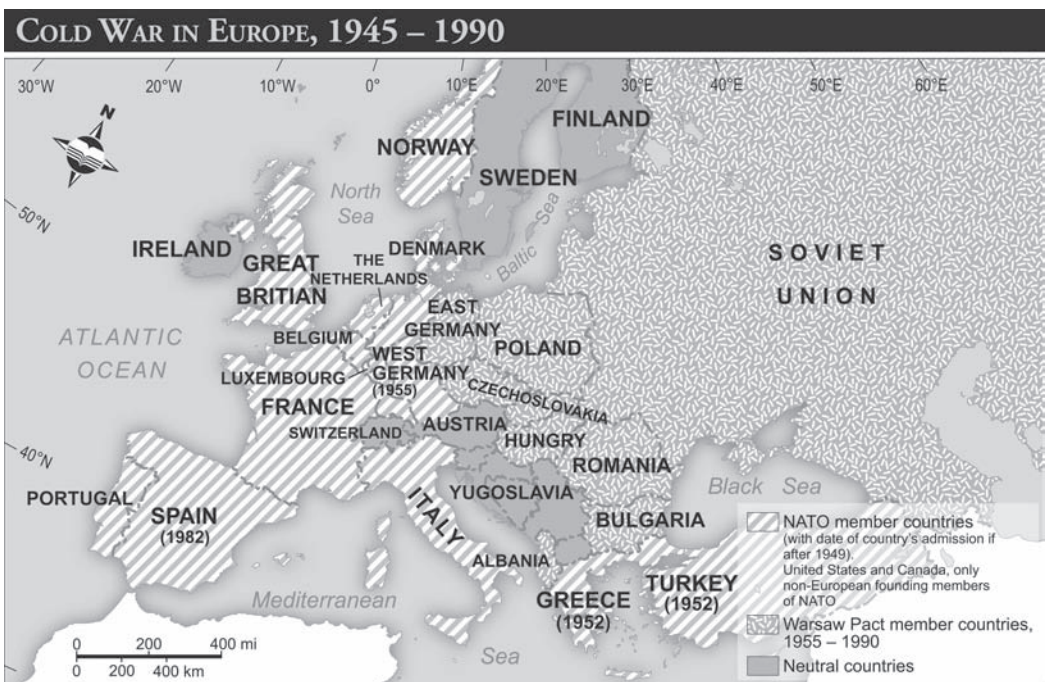 COLD WAR IN EUROPE, 1945 – 1990
30°W
20°W
10°W
0°
10°E
20°E
30°E
40°E
50°E
60°E
N
50°N
40°N
FINLAND
NORWAY
SWEDEN
North
Sea
Baltic Sea
IRELAND
DENMARK
GREAT
BRITIAN
THE
NETHERLANDS
SOVIET
UNION
EAST
GERMANY
ATLANTIC
OCEAN
BELGIUM
POLAND
WEST
GERMANY
(1955)
LUXEMBOURG
CZECHOSLOVAKIA
FRANCE
SWITZERLAND
AUSTRIA
HUNGRY
ROMANIA
PORTUGAL
SPAIN
(1982)
ITALY
YUGOSLAVIA
Black Sea
BULGARIA
ALBANIA
GREECE
(1952)
TURKEY
(1952)
Mediterranean
Sea
0 200 400 mi
0 200 400 km
NATO member countries
(with date of country's admission if
after 1949).
United States and Canada, only
non-European founding members
of NATO
Warsaw Pact member countries,
1955 – 1990
Neutral countries